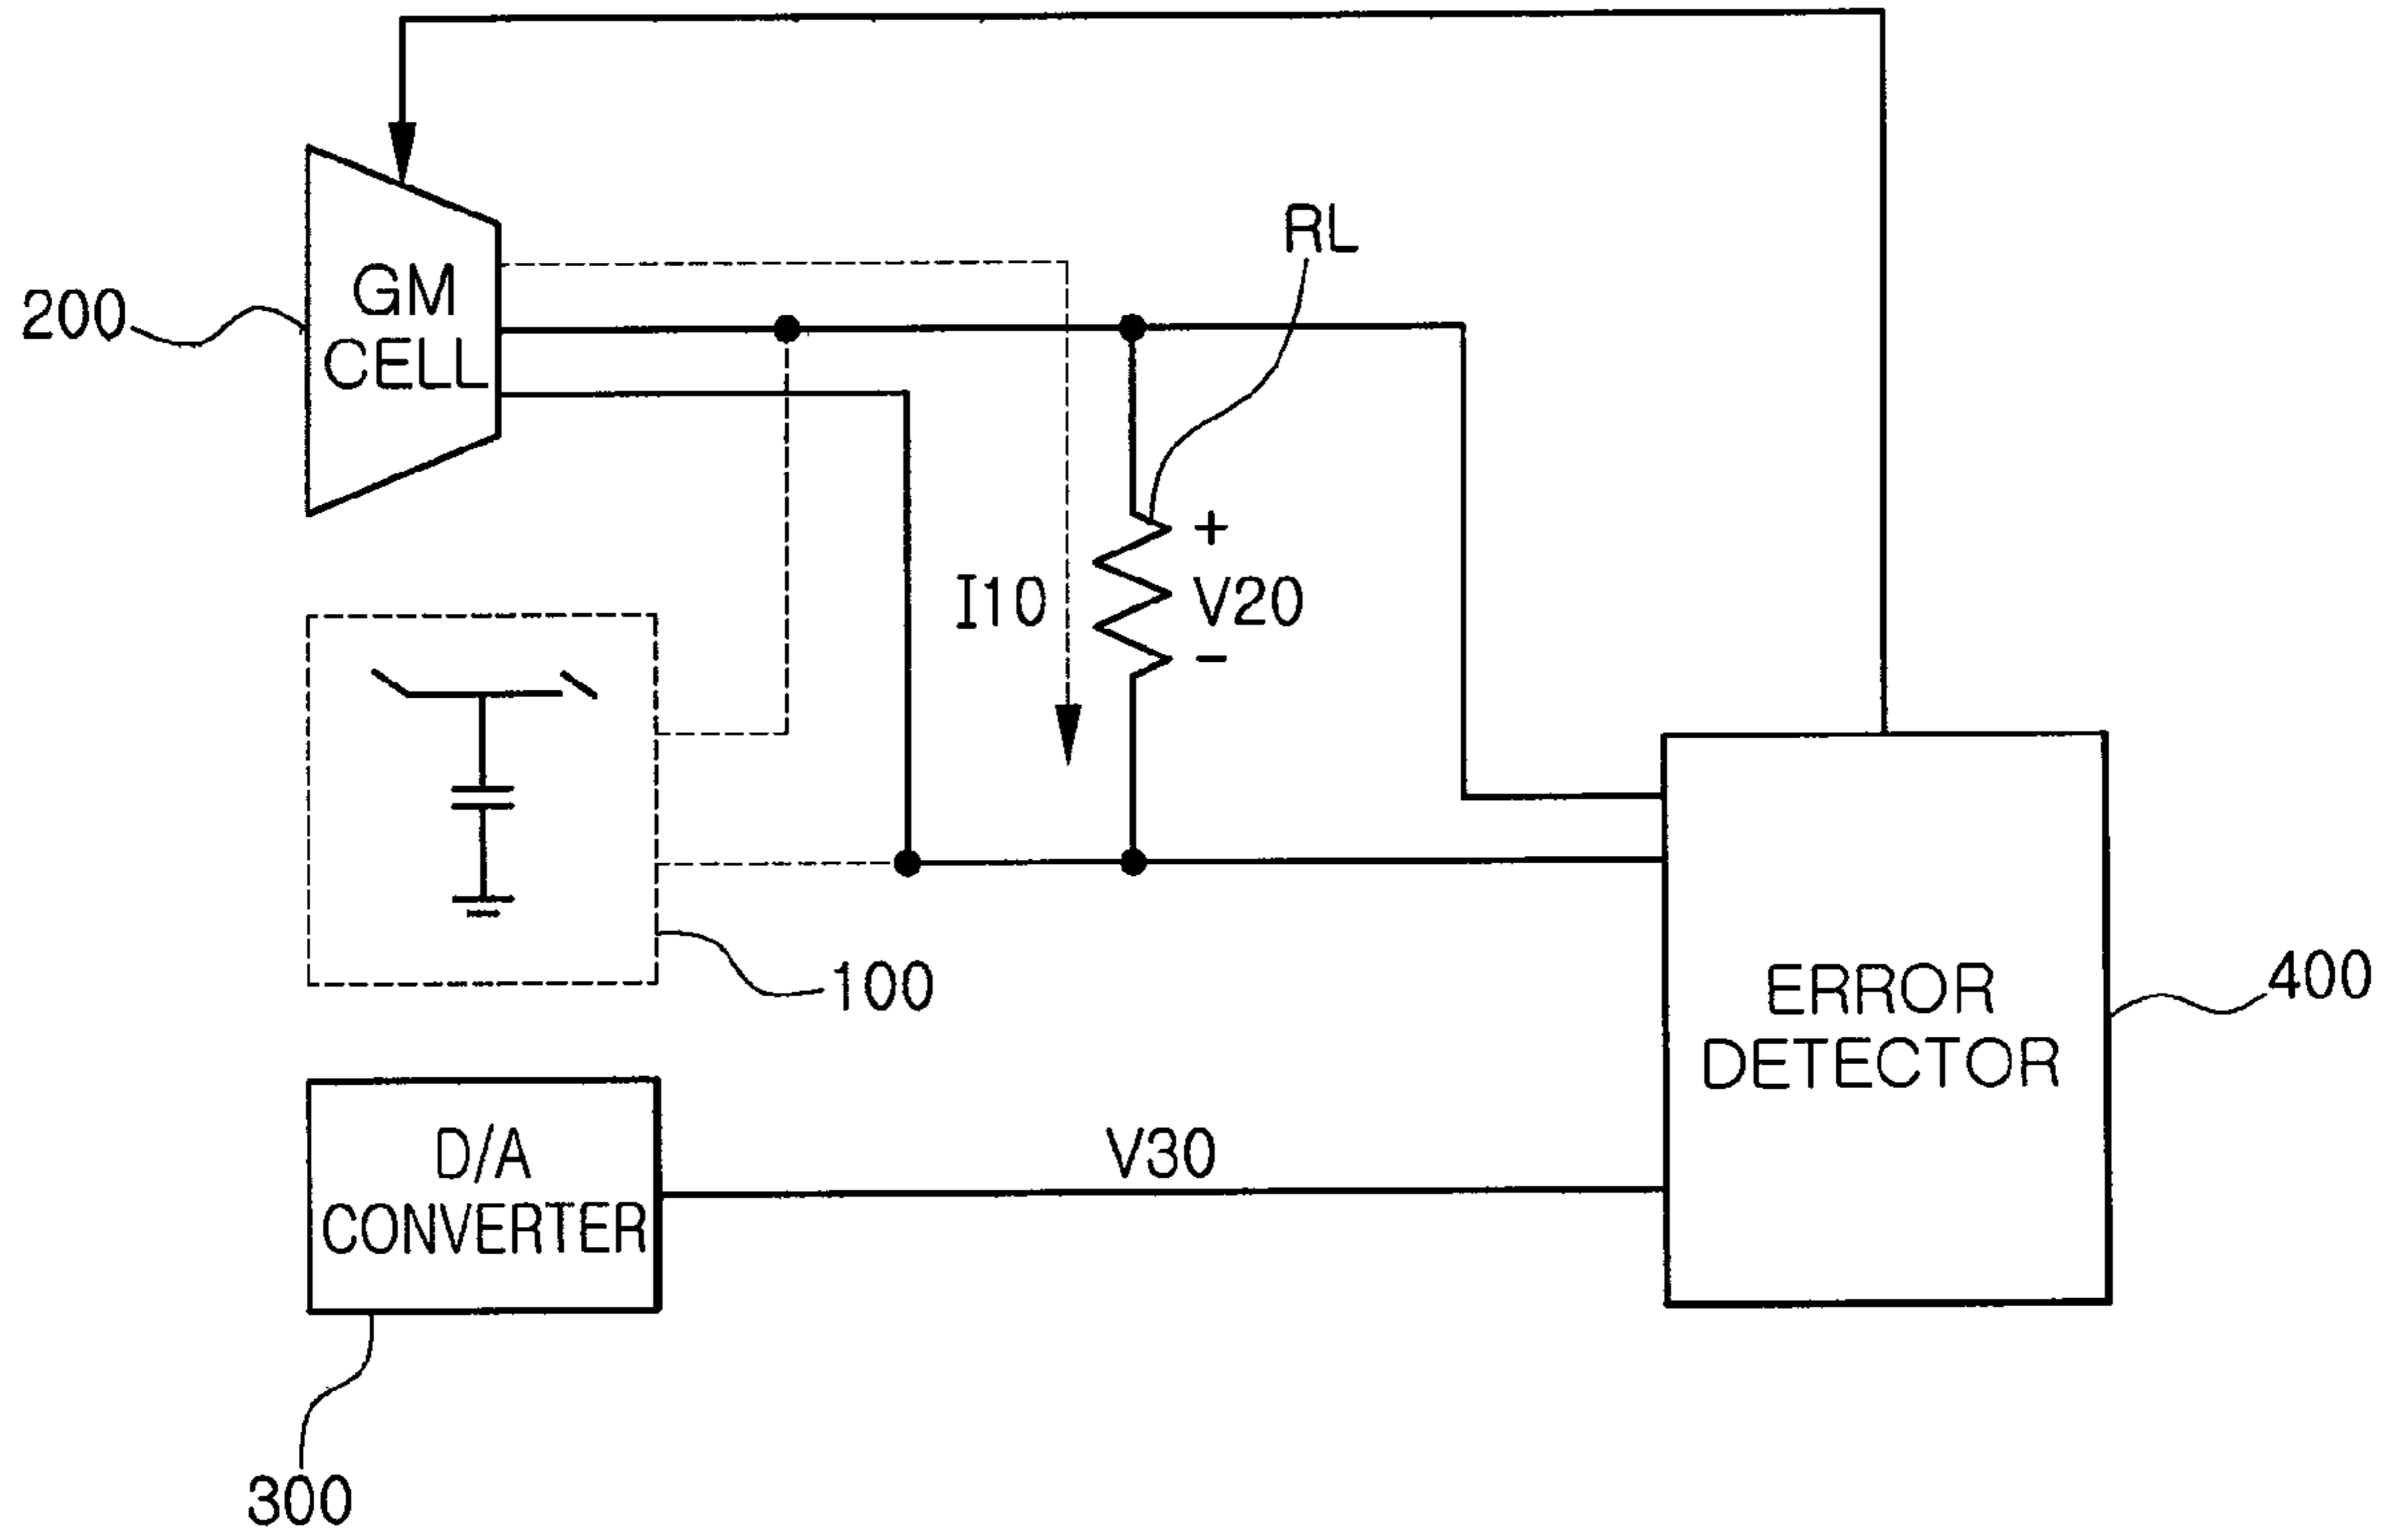 RL
GM
CELL
200
+
I10
V20
-
100
ERROR
DETECTOR
400
D/A
CONVERTER
V30
300